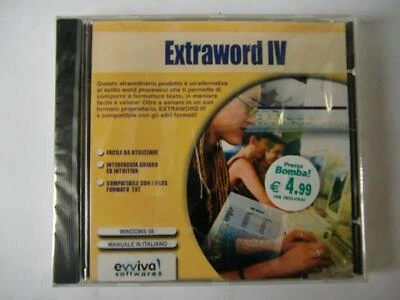 Extraword IV
Questo straordinario prodotto è un'alternativa
al solito word processor che ti permette di
comporre e formattare testo, in maniera
facile e veloce! Oltre a salvare in un suo
formato proprietario, EXTRAWORD IV
è compatibile con gli altri formati!
FACILE DA UTILIZZARE
INTERFACCIA CHIARA
ED INTUITIVA
COMPATIBILE CON I FILES
FORMATO TXT
Prezzo
Bomba!
€ 4.99
IVA INCLUSA!
WINDOWS 98
MANUALE IN ITALIANO
evviva!
softwares